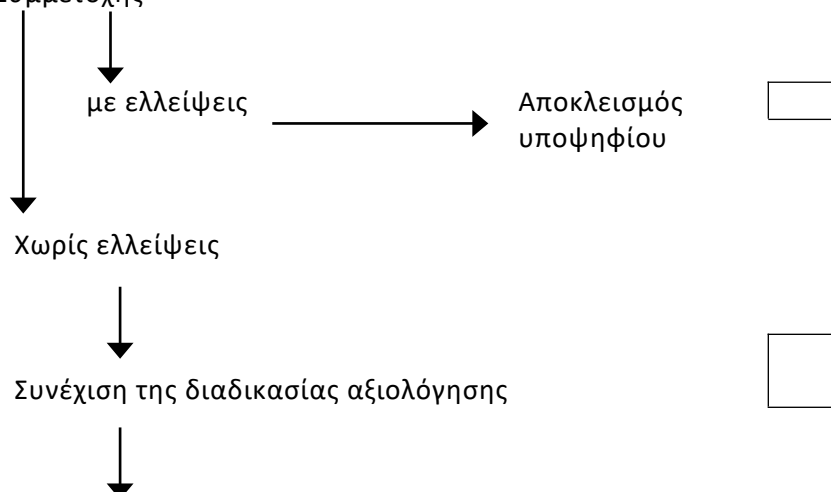 με ελλείψεις
Αποκλεισμός
υποψηφίου
Χωρίς ελλείψεις
Συνέχιση της διαδικασίας αξιολόγησης